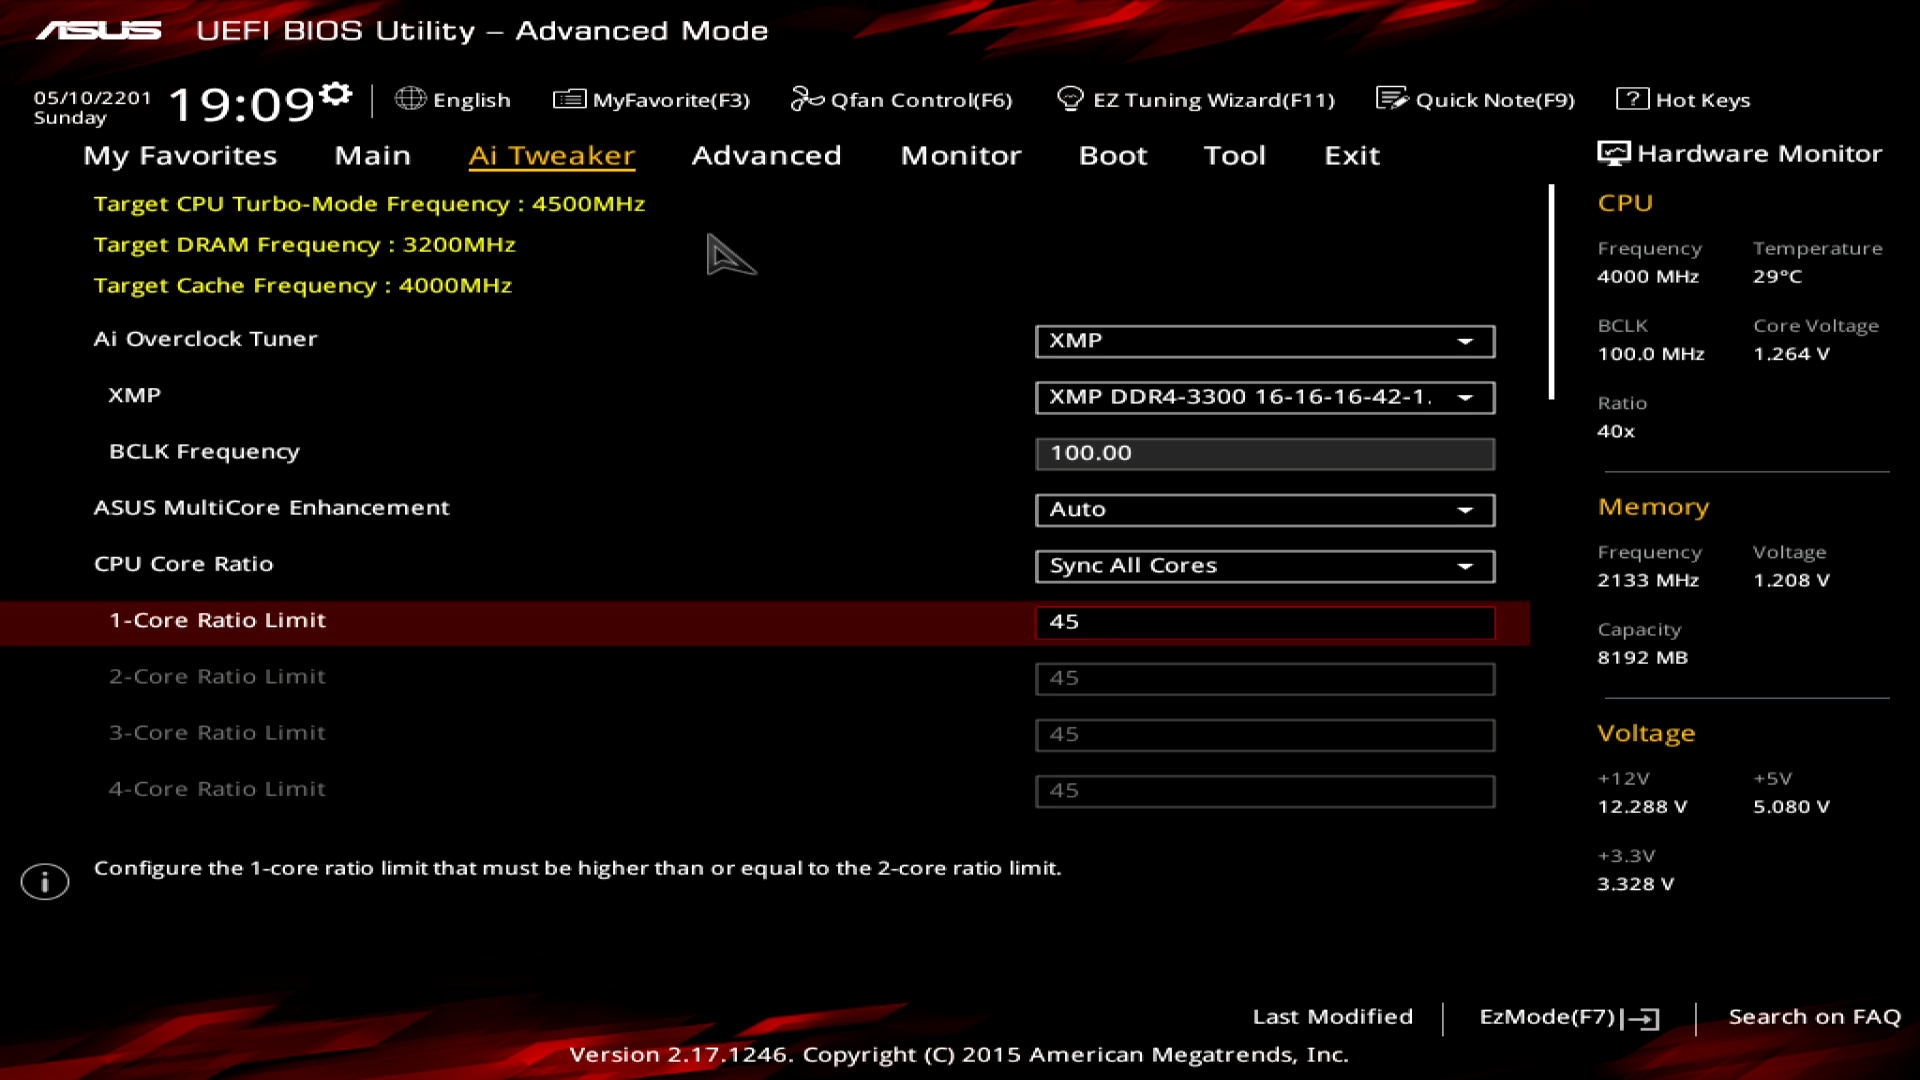 ASUS UEFI BIOS Utility – Advanced Mode
05/10/2201
Sunday
19:09
English
MyFavorite(F3)
Qfan Control(F6)
EZ Tuning Wizard(F11)
Quick Note(F9)
? Hot Keys
My Favorites
Main
Ai Tweaker
Advanced
Monitor
Boot
Tool
Exit
Target CPU Turbo-Mode Frequency : 4500MHz
Target DRAM Frequency : 3200MHz
Target Cache Frequency : 4000MHz
Ai Overclock Tuner XMP
XMP XMP DDR4-3300 16-16-16-42-1.
BCLK Frequency 100.00
ASUS MultiCore Enhancement Auto
CPU Core Ratio Sync All Cores
1-Core Ratio Limit 45
2-Core Ratio Limit 45
3-Core Ratio Limit 45
4-Core Ratio Limit 45
Configure the 1-core ratio limit that must be higher than or equal to the 2-core ratio limit.
Hardware Monitor
CPU
Frequency Temperature
4000 MHz 29°C
BCLK Core Voltage
100.0 MHz 1.264 V
Ratio
40x
Memory
Frequency Voltage
2133 MHz 1.208 V
Capacity
8192 MB
Voltage
+12V +5V
12.288 V 5.080 V
+3.3V
3.328 V
Last Modified
EzMode(F7)
Search on FAQ
Version 2.17.1246. Copyright (C) 2015 American Megatrends, Inc.